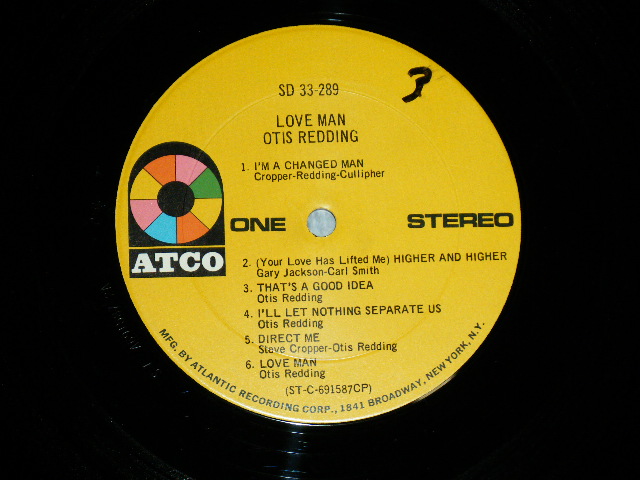 SD 33-289
3
LOVE MAN
OTIS REDDING
1. I'M A CHANGED MAN
Cropper-Redding-Cullipher
ATCO
ONE
STEREO
2. (Your Love Has Lifted Me) HIGHER AND HIGHER
Gary Jackson-Carl Smith
3. THAT'S A GOOD IDEA
Otis Redding
4. I'LL LET NOTHING SEPARATE US
Otis Redding
5. DIRECT ME
Steve Cropper-Otis Redding
6. LOVE MAN
Otis Redding
(ST-C-691587CP)
MFG. BY ATLANTIC RECORDING CORP., 1841 BROADWAY, NEW YORK, N.Y.